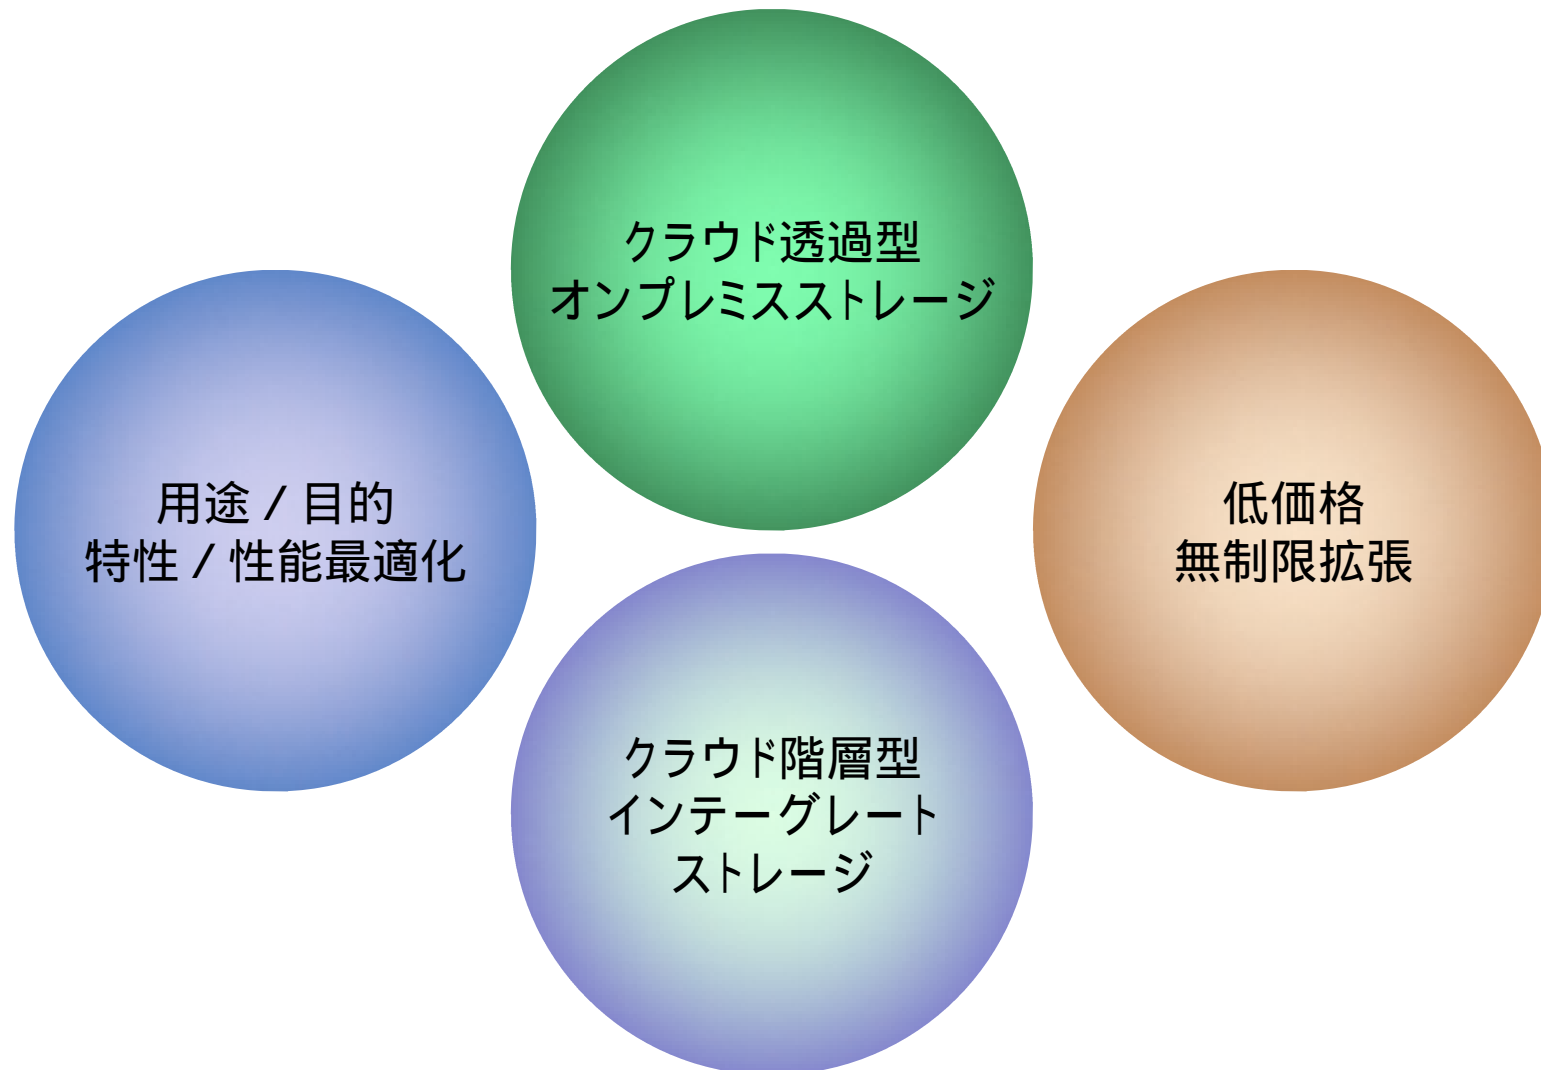 クラウド透過型
オンプレミスストレージ
用途 / 目的
特性 / 性能最適化
低価格
無制限拡張
クラウド階層型
インテーグレート
ストレージ